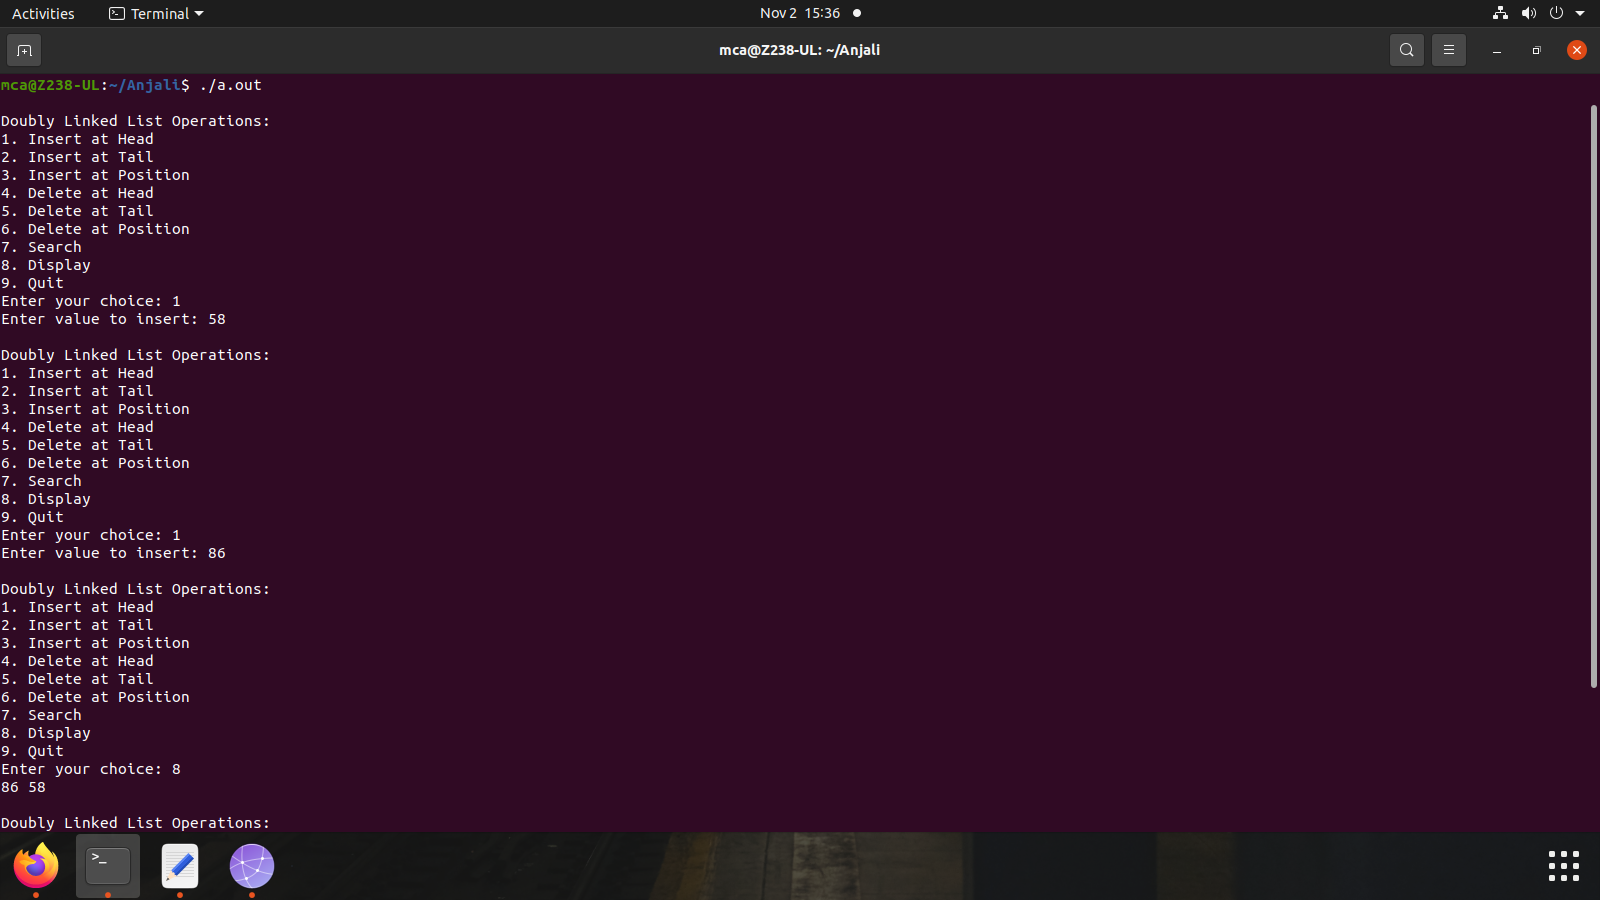 Activities Terminal Nov 2 15:36
mca@Z238-UL: ~/Anjali
mca@Z238-UL:~/Anjali$ ./a.out
Doubly Linked List Operations:
1. Insert at Head
2. Insert at Tail
3. Insert at Position
4. Delete at Head
5. Delete at Tail
6. Delete at Position
7. Search
8. Display
9. Quit
Enter your choice: 1
Enter value to insert: 58
Doubly Linked List Operations:
1. Insert at Head
2. Insert at Tail
3. Insert at Position
4. Delete at Head
5. Delete at Tail
6. Delete at Position
7. Search
8. Display
9. Quit
Enter your choice: 1
Enter value to insert: 86
Doubly Linked List Operations:
1. Insert at Head
2. Insert at Tail
3. Insert at Position
4. Delete at Head
5. Delete at Tail
6. Delete at Position
7. Search
8. Display
9. Quit
Enter your choice: 8
86 58
Doubly Linked List Operations:
>_